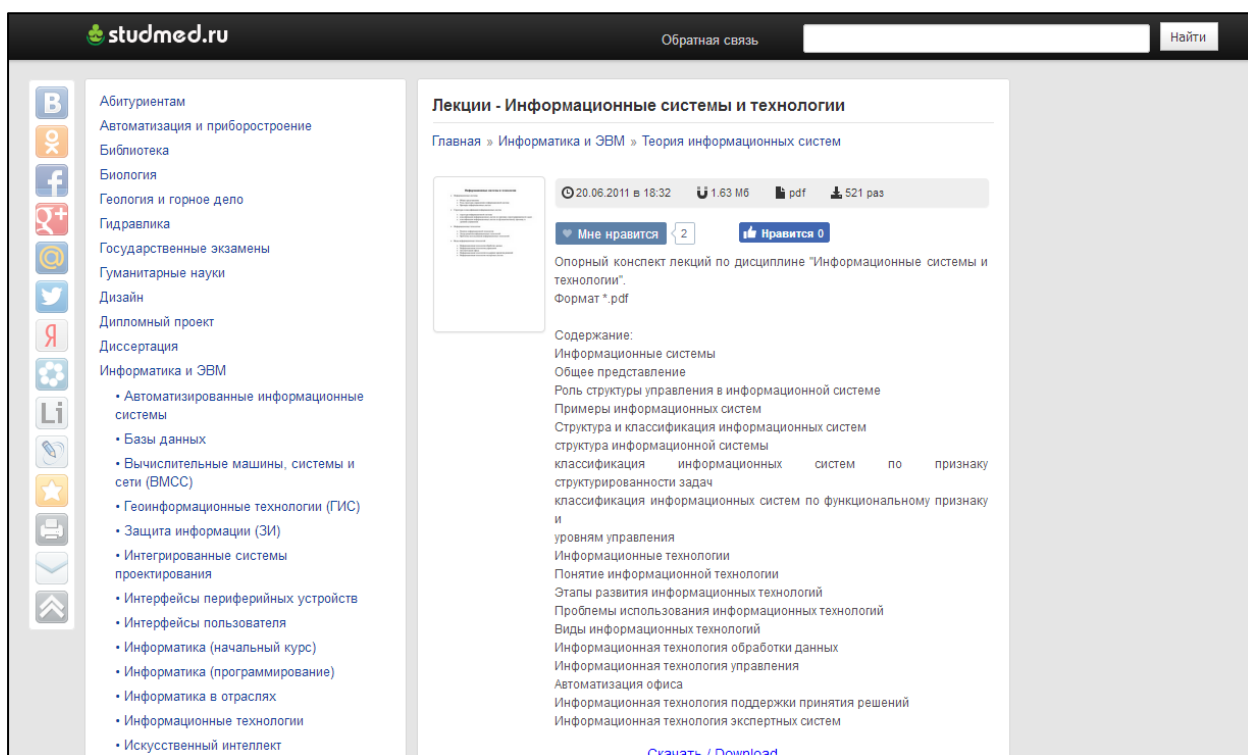 studmed.ru
Обратная связь
Найти
Абитуриентам
Автоматизация и приборостроение
Библиотека
Биология
Геология и горное дело
Гидравлика
Государственные экзамены
Гуманитарные науки
Дизайн
Дипломный проект
Диссертация
Информатика и ЭВМ
• Автоматизированные информационные
системы
• Базы данных
• Вычислительные машины, системы и
сети (ВМСС)
• Геоинформационные технологии (ГИС)
• Защита информации (ЗИ)
• Интегрированные системы
проектирования
• Интерфейсы периферийных устройств
• Интерфейсы пользователя
• Информатика (начальный курс)
• Информатика (программирование)
• Информатика в отраслях
• Информационные технологии
• Искусственный интеллект
Лекции - Информационные системы и технологии
Главная » Информатика и ЭВМ » Теория информационных систем
20.06.2011 в 18:32 1.63 Мб pdf 521 раз
Мне нравится 2 Нравится 0
Опорный конспект лекций по дисциплине "Информационные системы и
технологии".
Формат *.pdf
Содержание:
Информационные системы
Общее представление
Роль структуры управления в информационной системе
Примеры информационных систем
Структура и классификация информационных систем
структура информационной системы
классификация информационных систем по признаку
структурированности задач
классификация информационных систем по функциональному признаку
и
уровням управления
Информационные технологии
Понятие информационной технологии
Этапы развития информационных технологий
Проблемы использования информационных технологий
Виды информационных технологий
Информационная технология обработки данных
Информационная технология управления
Автоматизация офиса
Информационная технология поддержки принятия решений
Информационная технология экспертных систем
Скачать / Download